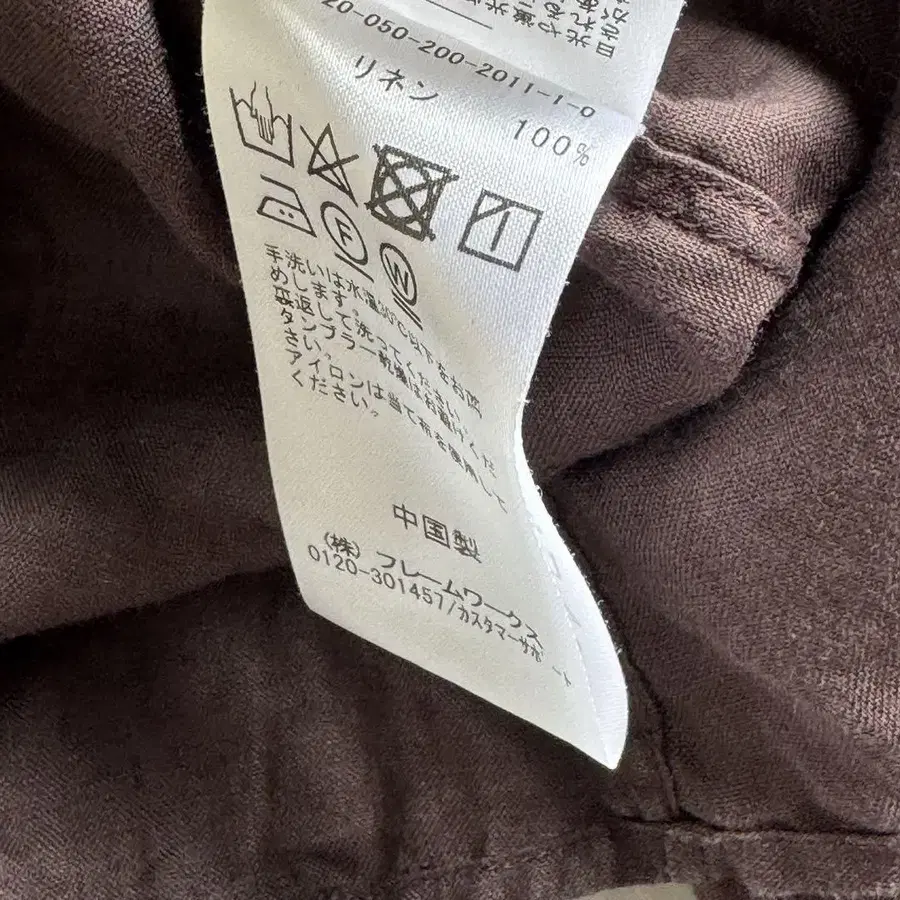 20-050-200-2011-1-0
リネン 100%
F
W
手洗いは水温30℃以下をお勧
めします。
裏返して洗ってください。
タンブラー乾燥はお避けくだ
さい。
アイロンは当て布を使用して
ください。
中国製
(株) フレームワークス
0120-301457/カスタマーサポート